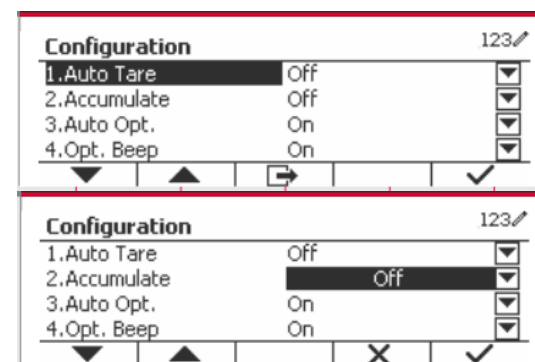 Configuration 123
1.Auto Tare Off
2.Accumulate Off
3.Auto Opt. On
4.Opt. Beep On
Configuration 123
1.Auto Tare Off
2.Accumulate Off
3.Auto Opt. On
4.Opt. Beep On